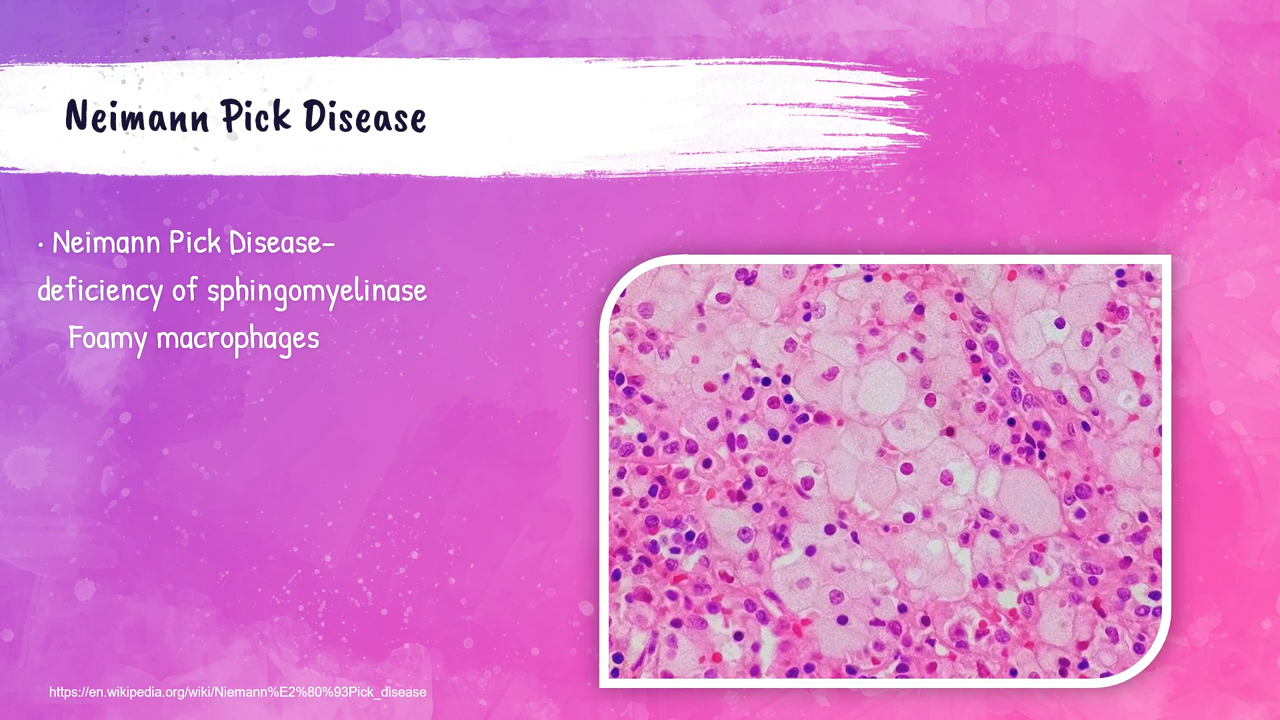 Neimann Pick Disease
· Neimann Pick Disease-
deficiency of sphingomyelinase
Foamy macrophages
https://en.wikipedia.org/wiki/Niemann%E2%80%93Pick_disease